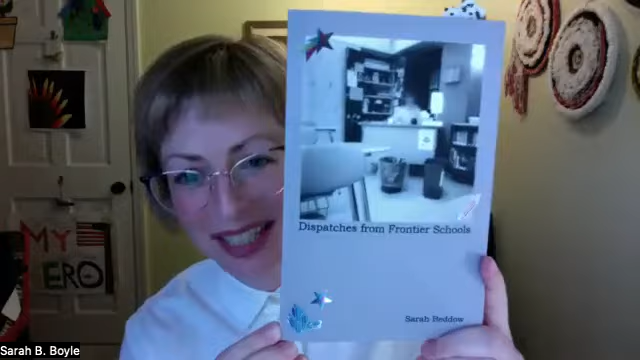 Dispatches from Frontier Schools
Sarah Beddow
MY
ERO
Sarah B. Boyle